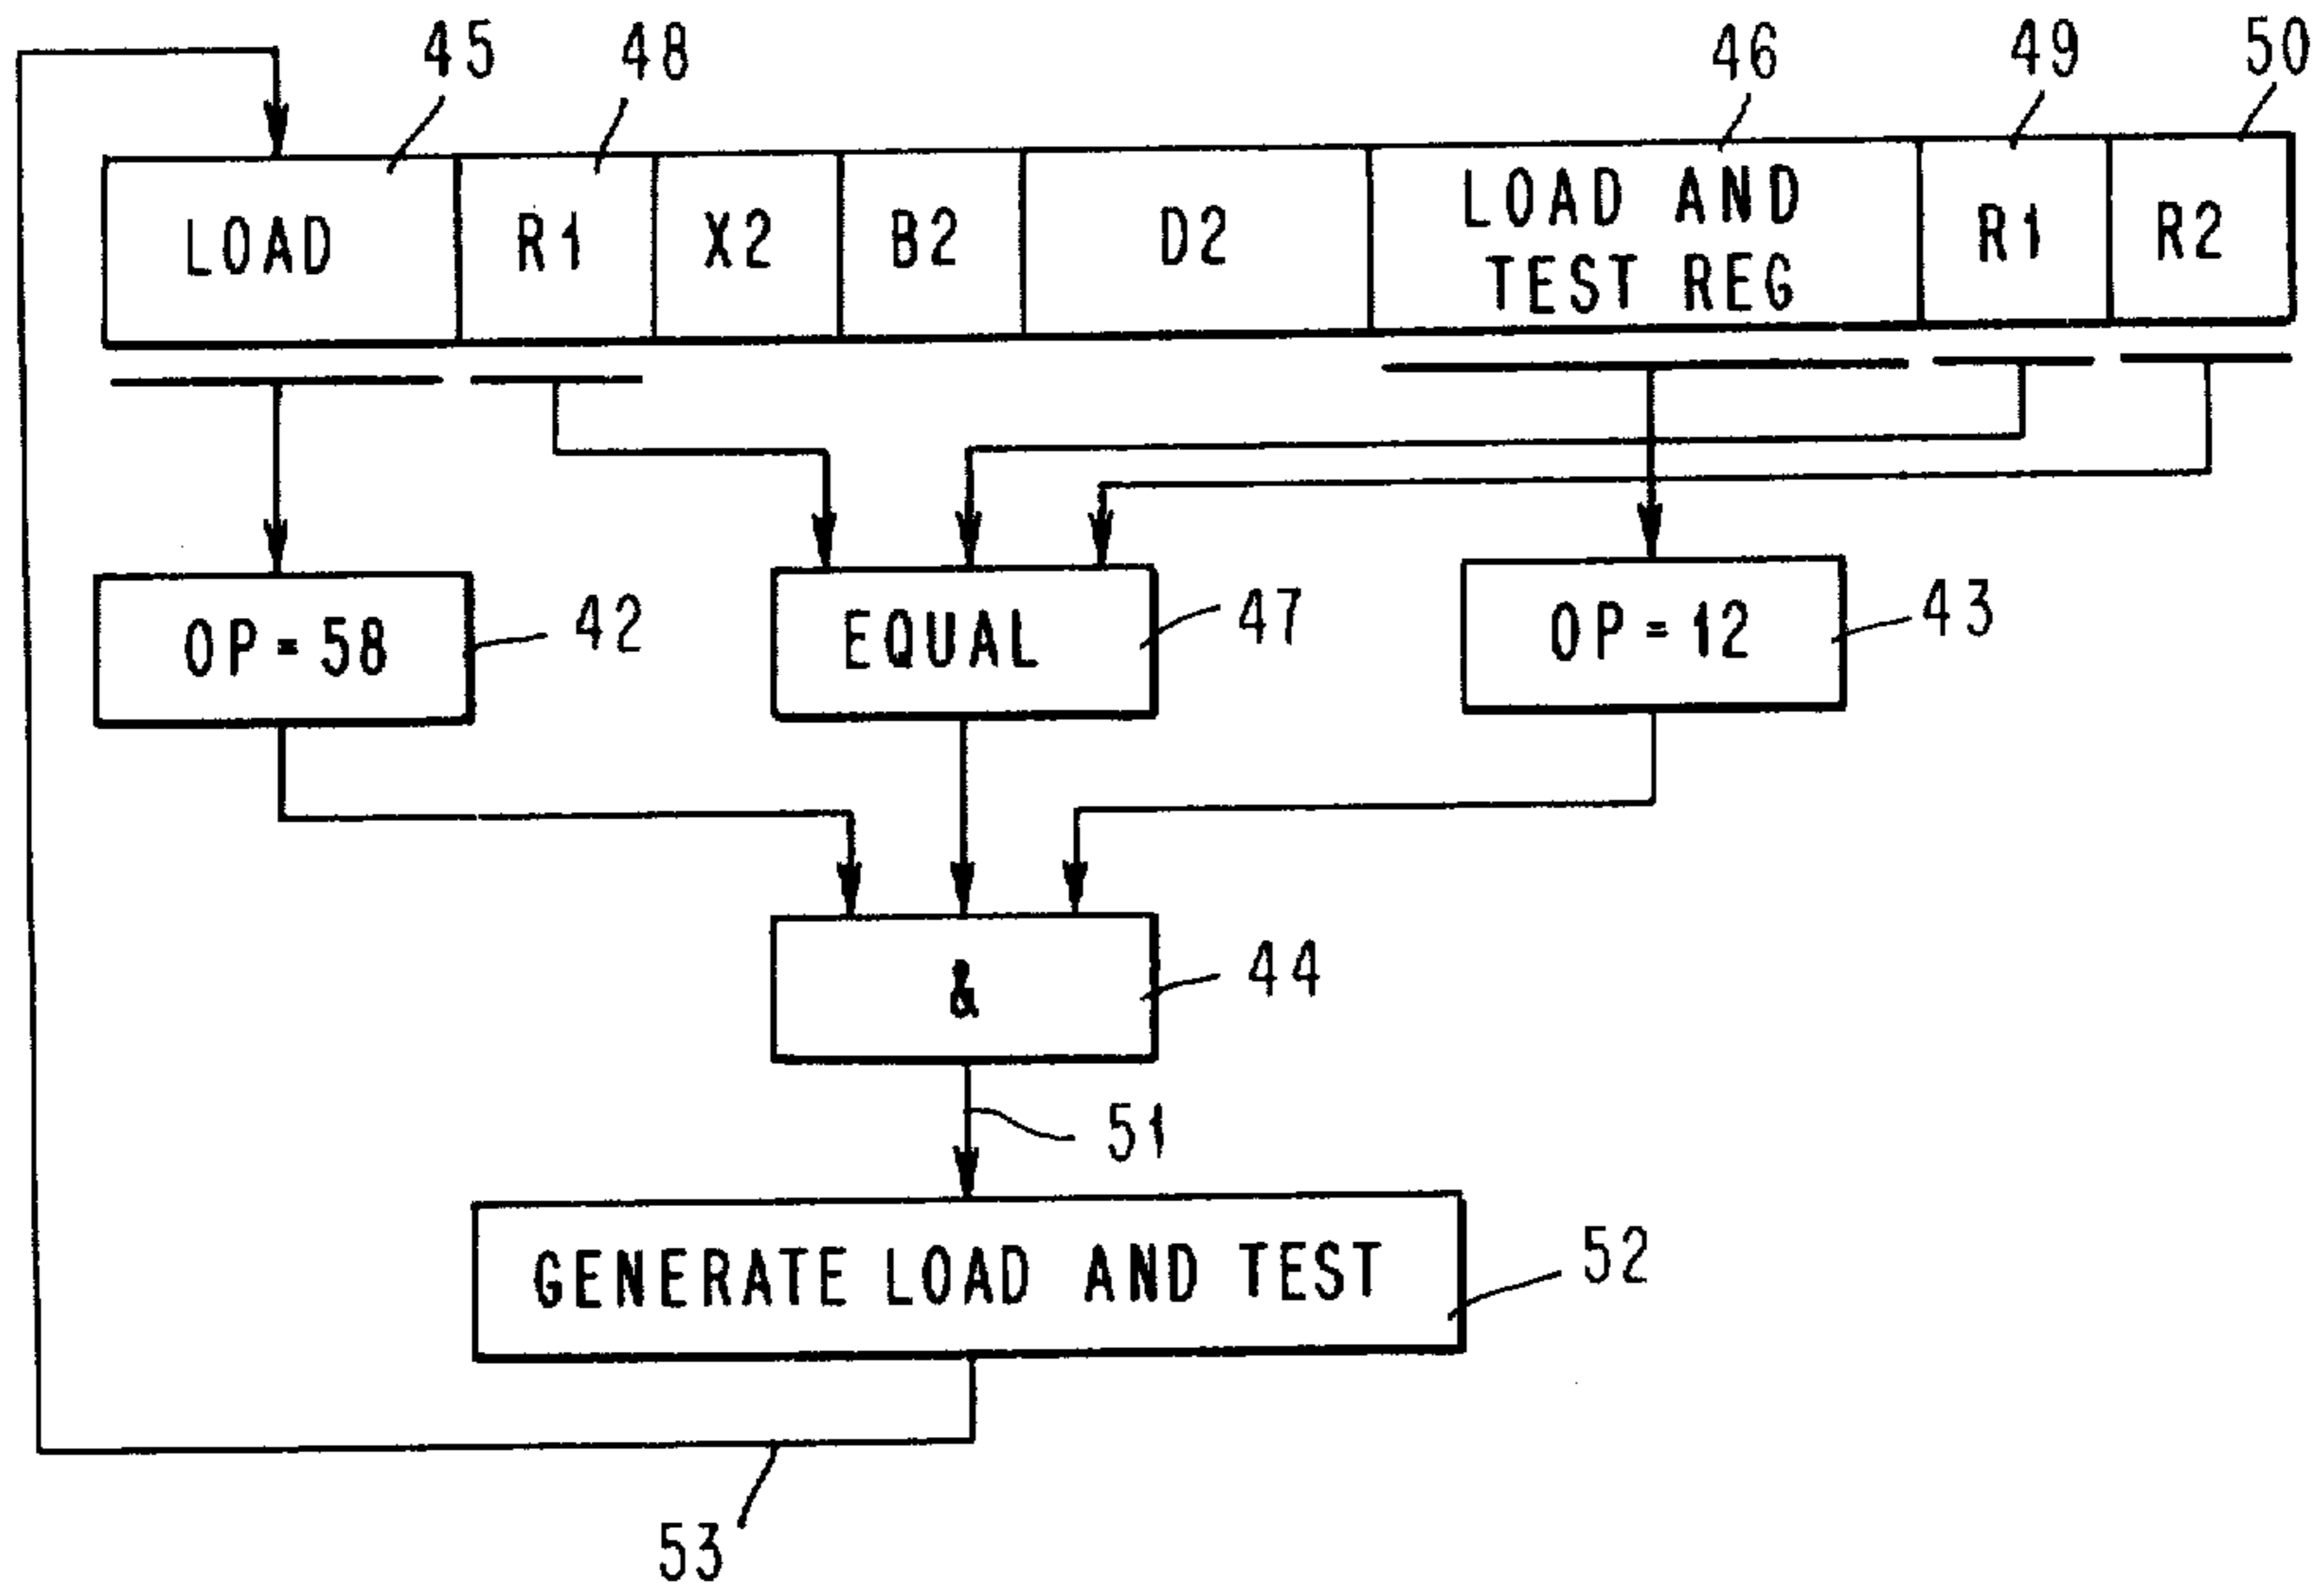 45
48
46
49
50
LOAD
R1
X2
B2
D2
LOAD AND
TEST REG
R1
R2
OP=58
42
EQUAL
47
OP=12
43
&
44
51
GENERATE LOAD AND TEST
52
53